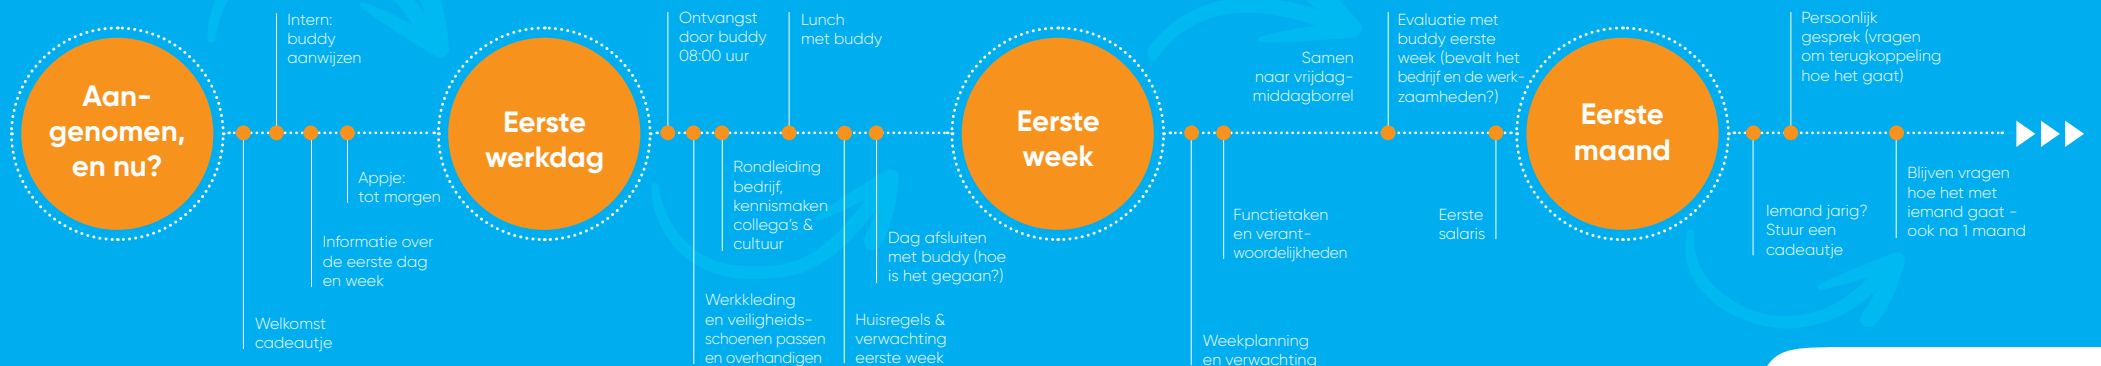 Aan-
genomen,
en nu?
Welkomst
cadeautje
Intern:
buddy
aanwijzen
Informatie over
de eerste dag
en week
Appje:
tot morgen
Eerste
werkdag
Ontvangst
door buddy
08:00 uur
Werkkleding
en veiligheids-
schoenen passen
en overhandigen
Rondleiding
bedrijf,
kennismaken
collega's &
cultuur
Lunch
met buddy
Huisregels &
verwachting
eerste week
Dag afsluiten
met buddy (hoe
is het gegaan?)
Eerste
week
Weekplanning
en verwachting
Functietaken
en verant-
woordelijkheden
Samen
naar vrijdag-
middagborrel
Evaluatie met
buddy eerste
week (bevalt het
bedrijf en de werk-
zaamheden?)
Eerste
salaris
Eerste
maand
Iemand jarig?
Stuur een
cadeautje
Persoonlijk
gesprek (vragen
om terugkoppeling
hoe het gaat)
Blijven vragen
hoe het met
iemand gaat -
ook na 1 maand